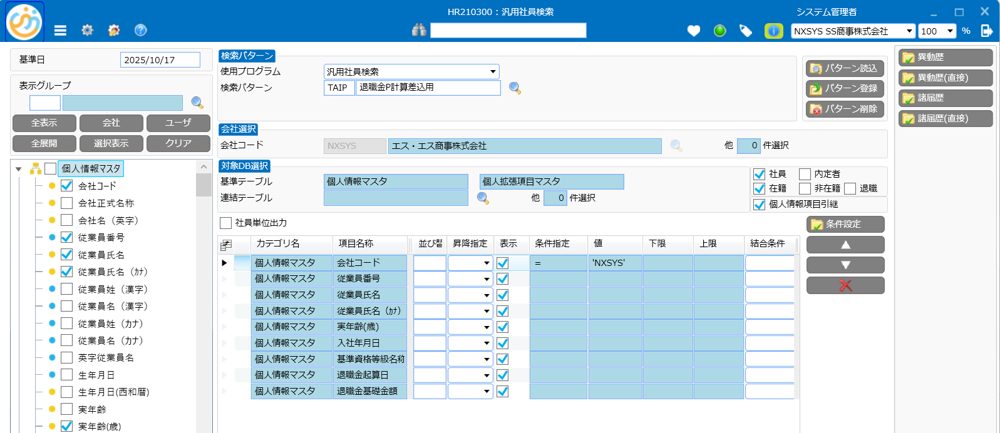 HR210300：汎用社員検索
システム管理者
NXSYS SS商事株式会社
100
%
基準日
2025/10/17
表示グループ
全表示
会社
ユーザ
全展開
選択表示
クリア
個人情報マスタ
会社コード
会社正式名称
会社名（英字）
従業員番号
従業員氏名
従業員氏名（ｶﾅ）
従業員姓（漢字）
従業員名（漢字）
従業員姓（カナ）
従業員名（カナ）
英字従業員名
生年月日
生年月日(西和暦)
実年齢
実年齢(歳)
検索パターン
使用プログラム
汎用社員検索
検索パターン
TAIP
退職金P計算差込用
パターン読込
パターン登録
パターン削除
会社選択
会社コード
NXSYS
エス・エス商事株式会社
他
0
件選択
対象DB選択
基準テーブル
個人情報マスタ
個人拡張項目マスタ
連結テーブル
他
0
件選択
社員
内定者
在籍
非在籍
退職
個人情報項目引継
社員単位出力
条件設定
カテゴリ名 項目名称 並び替 昇降指定 表示 条件指定 値 下限 上限 結合条件
個人情報マスタ 会社コード = 'NXSYS'
個人情報マスタ 従業員番号
個人情報マスタ 従業員氏名
個人情報マスタ 従業員氏名（ｶﾅ）
個人情報マスタ 実年齢(歳)
個人情報マスタ 入社年月日
個人情報マスタ 基準資格等級名称
個人情報マスタ 退職金起算日
個人情報マスタ 退職金基礎金額
異動歴
異動歴(直接)
諸届歴
諸届歴(直接)